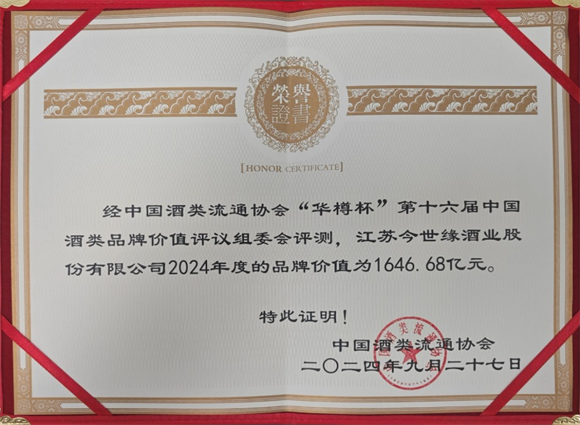 榮譽
證書
[HONOR CERTIFICATE]
经中国酒类流通协会“华樽杯”第十六届中国
酒类品牌价值评议组委会评测，江苏今世缘酒业股
份有限公司2024年度的品牌价值为1646.68亿元。
特此证明！
中国酒类流通协会
二〇二四年九月二十七日